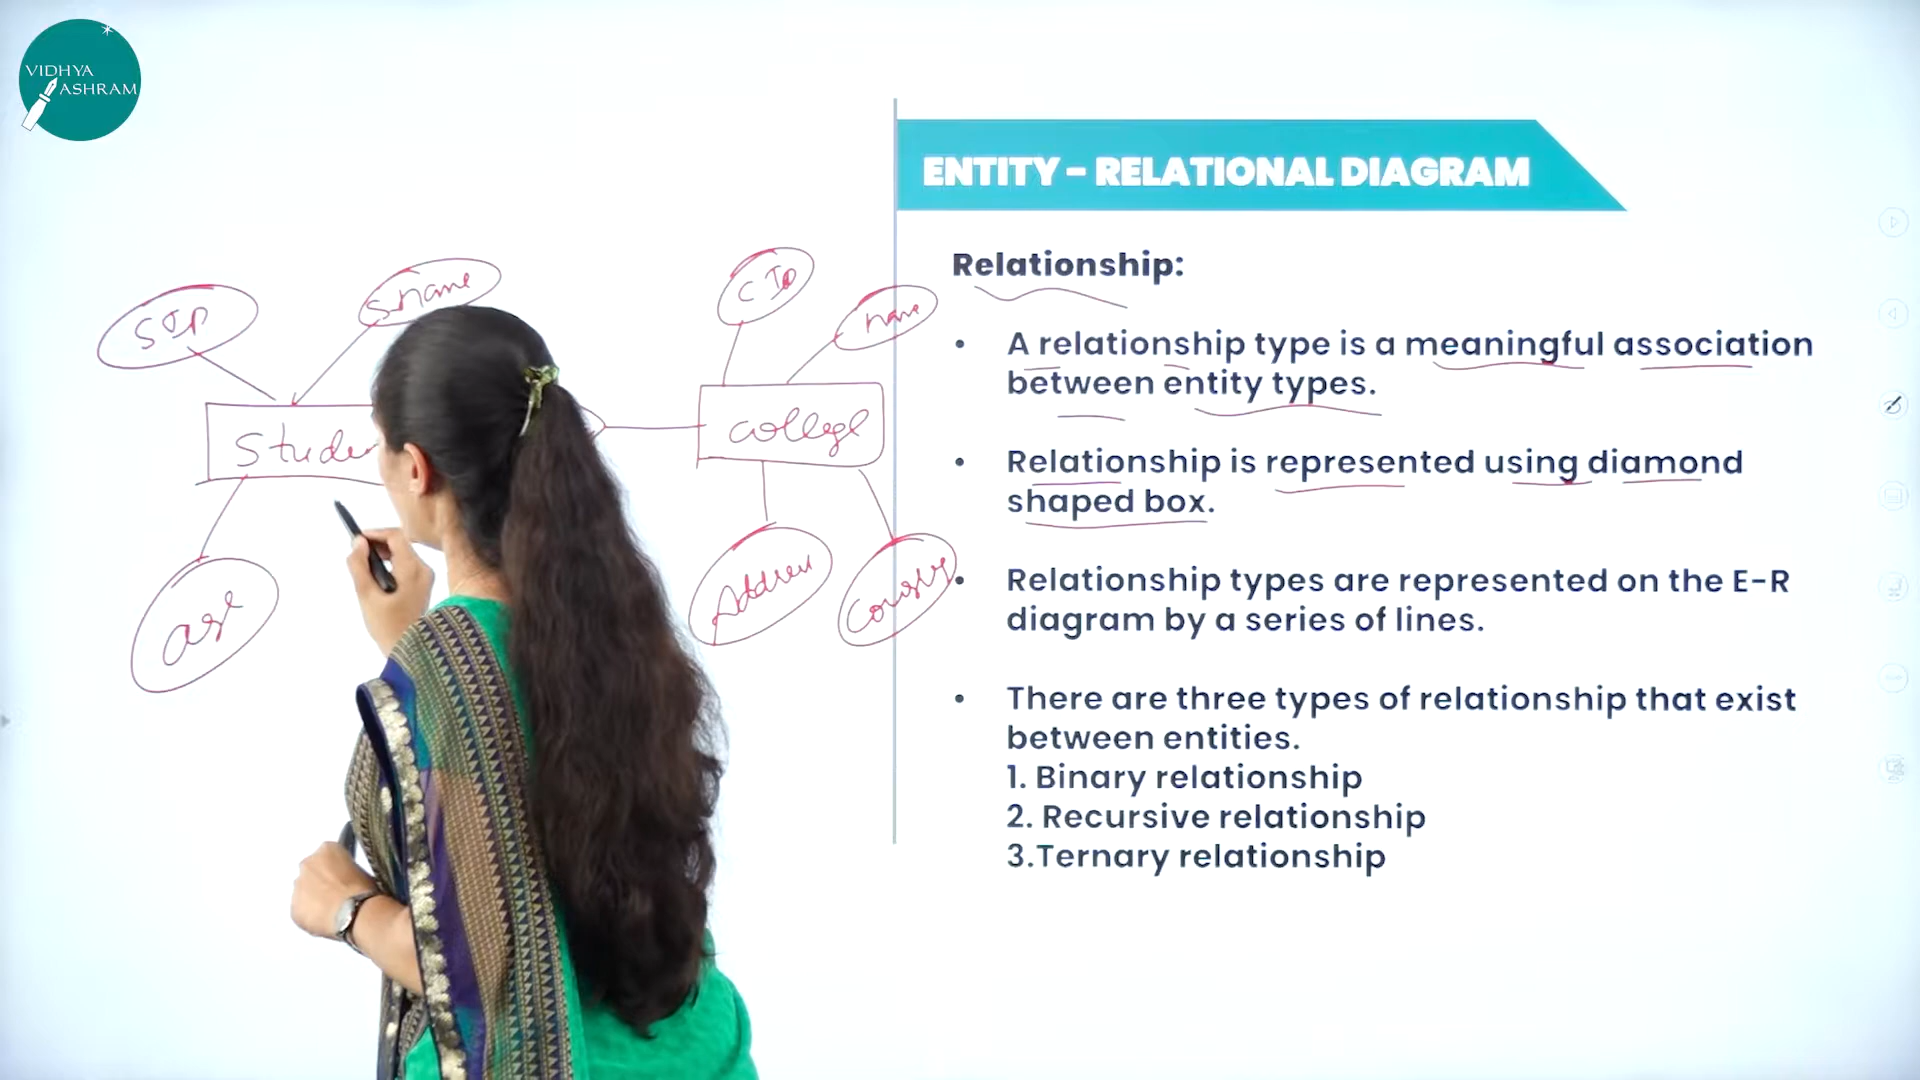 VIDHYA
ASHRAM
ENTITY - RELATIONAL DIAGRAM
Relationship:
• A relationship type is a meaningful association
between entity types.
• Relationship is represented using diamond
shaped box.
• Relationship types are represented on the E-R
diagram by a series of lines.
• There are three types of relationship that exist
between entities.
1. Binary relationship
2. Recursive relationship
3.Ternary relationship
SID
Sname
Studen
age
CID
name
college
Address